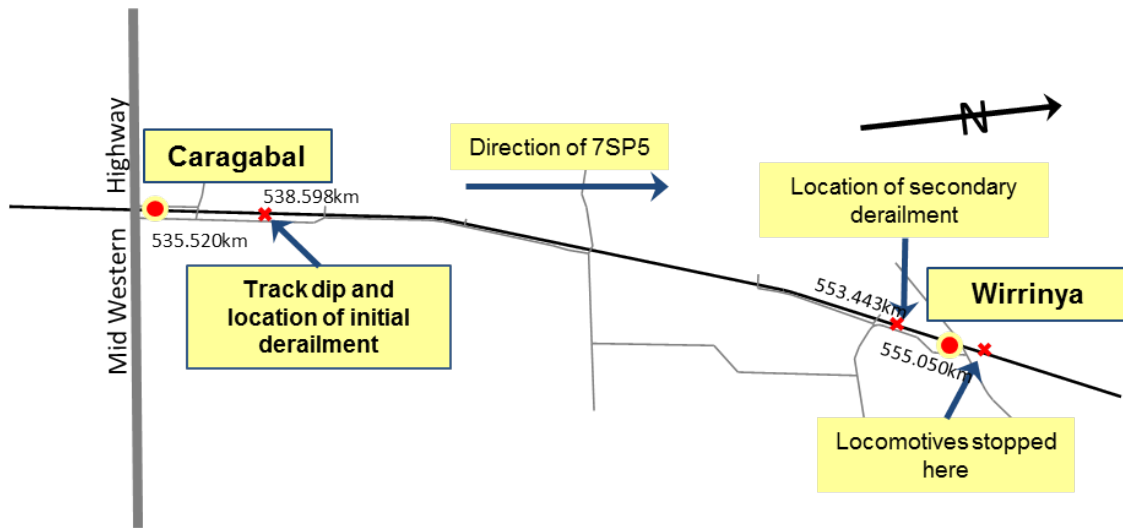 Mid Western Highway
Caragabal
538.598km
535.520km
Track dip and
location of initial
derailment
Direction of 7SP5
N
Location of secondary
derailment
553.443km
Wirrinya
555.050km
Locomotives stopped
here